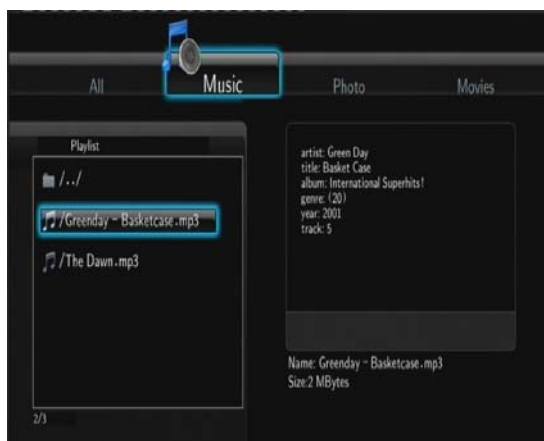 All
Music
Photo
Movies
Playlist
/../
/Greenday - Basketcase.mp3
/The Dawn.mp3
2/3
artist: Green Day
title: Basket Case
album: International Superhits!
genre: (20)
year: 2001
track: 5
Name: Greenday - Basketcase.mp3
Size:2 MBytes